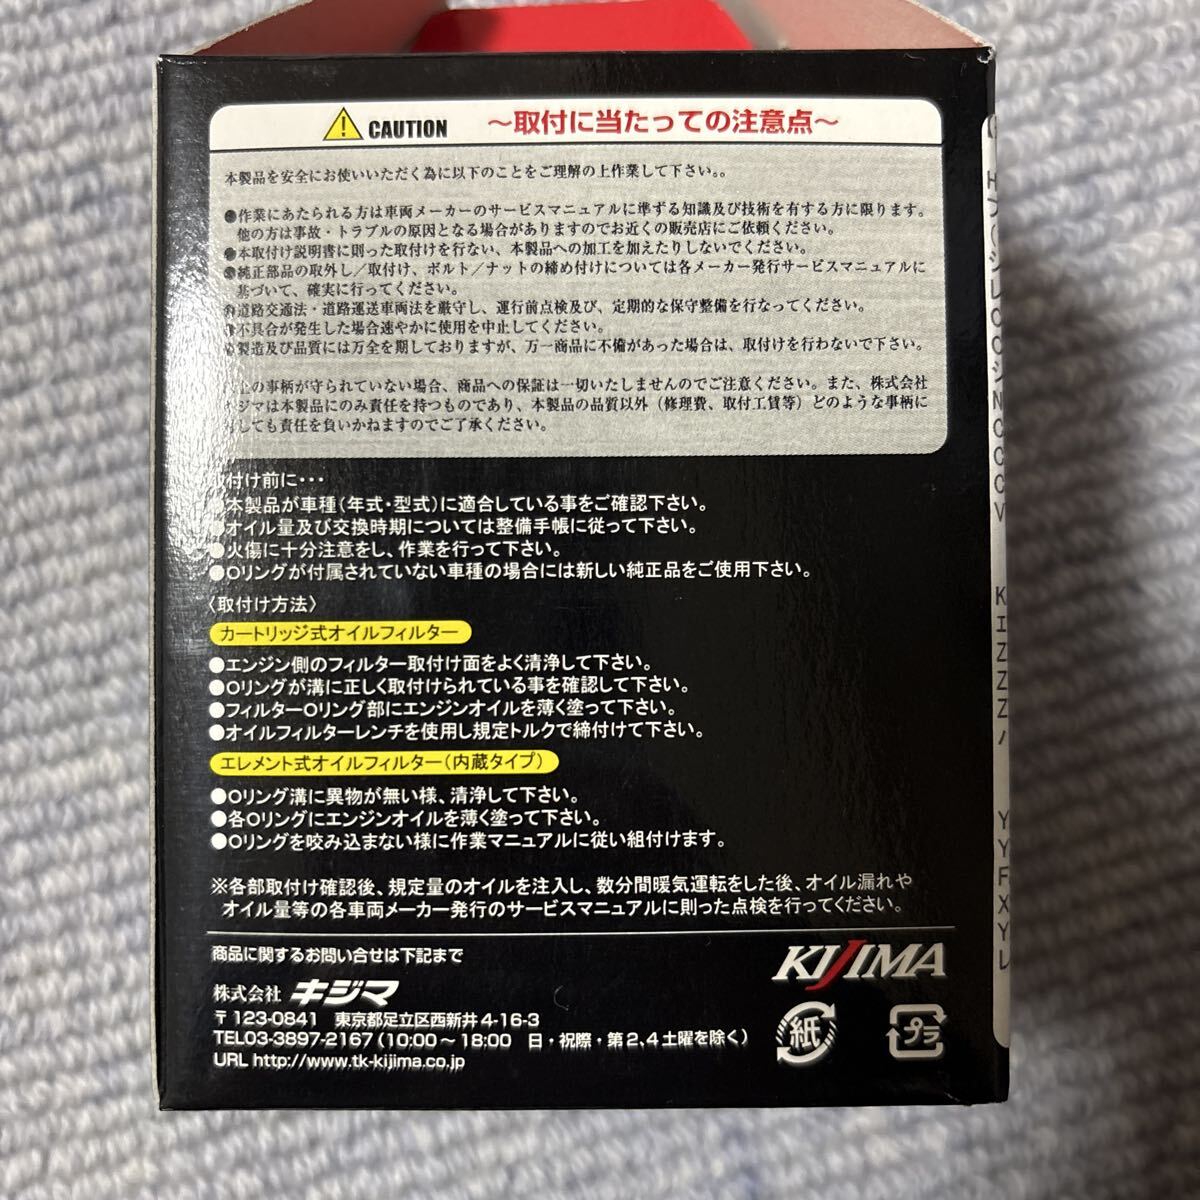 CAUTION ～取付に当たっての注意点～
本製品を安全にお使いいただく為に以下のことをご理解の上作業して下さい。。
●作業にあたられる方は車両メーカーのサービスマニュアルに準ずる知識及び技術を有する方に限ります。
他の方は事故・トラブルの原因となる場合がありますのでお近くの販売店にご依頼ください。
●本取付け説明書に則った取付けを行ない、本製品への加工を加えたりしないでください。
●純正部品の取外し／取付け、ボルト／ナットの締め付けについては各メーカー発行サービスマニュアルに
基づいて、確実に行ってください。
●道路交通法・道路運送車両法を厳守し、運行前点検及び、定期的な保守整備を行なってください。
●不具合が発生した場合速やかに使用を中止してください。
●製造及び品質には万全を期しておりますが、万一商品に不備があった場合は、取付けを行わないで下さい。
上の事柄が守られていない場合、商品への保証は一切いたしませんのでご注意ください。また、株式会社
キジマは本製品にのみ責任を持つものであり、本製品の品質以外（修理費、取付工賃等）どのような事柄に
しても責任を負いかねますのでご了承ください。
取付け前に・・・
●本製品が車種（年式・型式）に適合している事をご確認下さい。
●オイル量及び交換時期については整備手帳に従って下さい。
●火傷に十分注意をし、作業を行って下さい。
●Oリングが付属されていない車種の場合には新しい純正品をご使用下さい。
〈取付け方法〉
カートリッジ式オイルフィルター
●エンジン側のフィルター取付け面をよく清浄して下さい。
●Oリングが溝に正しく取付けられている事を確認して下さい。
●フィルターOリング部にエンジンオイルを薄く塗って下さい。
●オイルフィルターレンチを使用し規定トルクで締付けて下さい。
エレメント式オイルフィルター（内蔵タイプ）
●Oリング溝に異物が無い様、清浄して下さい。
●各Oリングにエンジンオイルを薄く塗って下さい。
●Oリングを咬み込まない様に作業マニュアルに従い組付けます。
※各部取付け確認後、規定量のオイルを注入し、数分間暖気運転をした後、オイル漏れや
オイル量等の各車両メーカー発行のサービスマニュアルに則った点検を行ってください。
商品に関するお問い合せは下記まで
KIJIMA
株式会社 キジマ
〒123-0841 東京都足立区西新井4-16-3
TEL03-3897-2167（10:00～18:00 日・祝際・第2,4土曜を除く）
URL http://www.tk-kijima.co.jp
紙
プラ